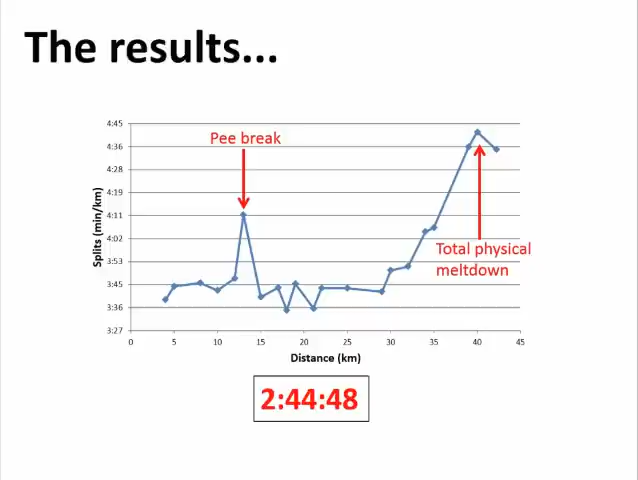 The results...
4:45
4:36
4:28
4:19
4:11
4:02
3:53
3:45
3:36
3:27
Splits (min/km)
Pee break
Total physical
meltdown
0 5 10 15 20 25 30 35 40 45
Distance (km)
2:44:48